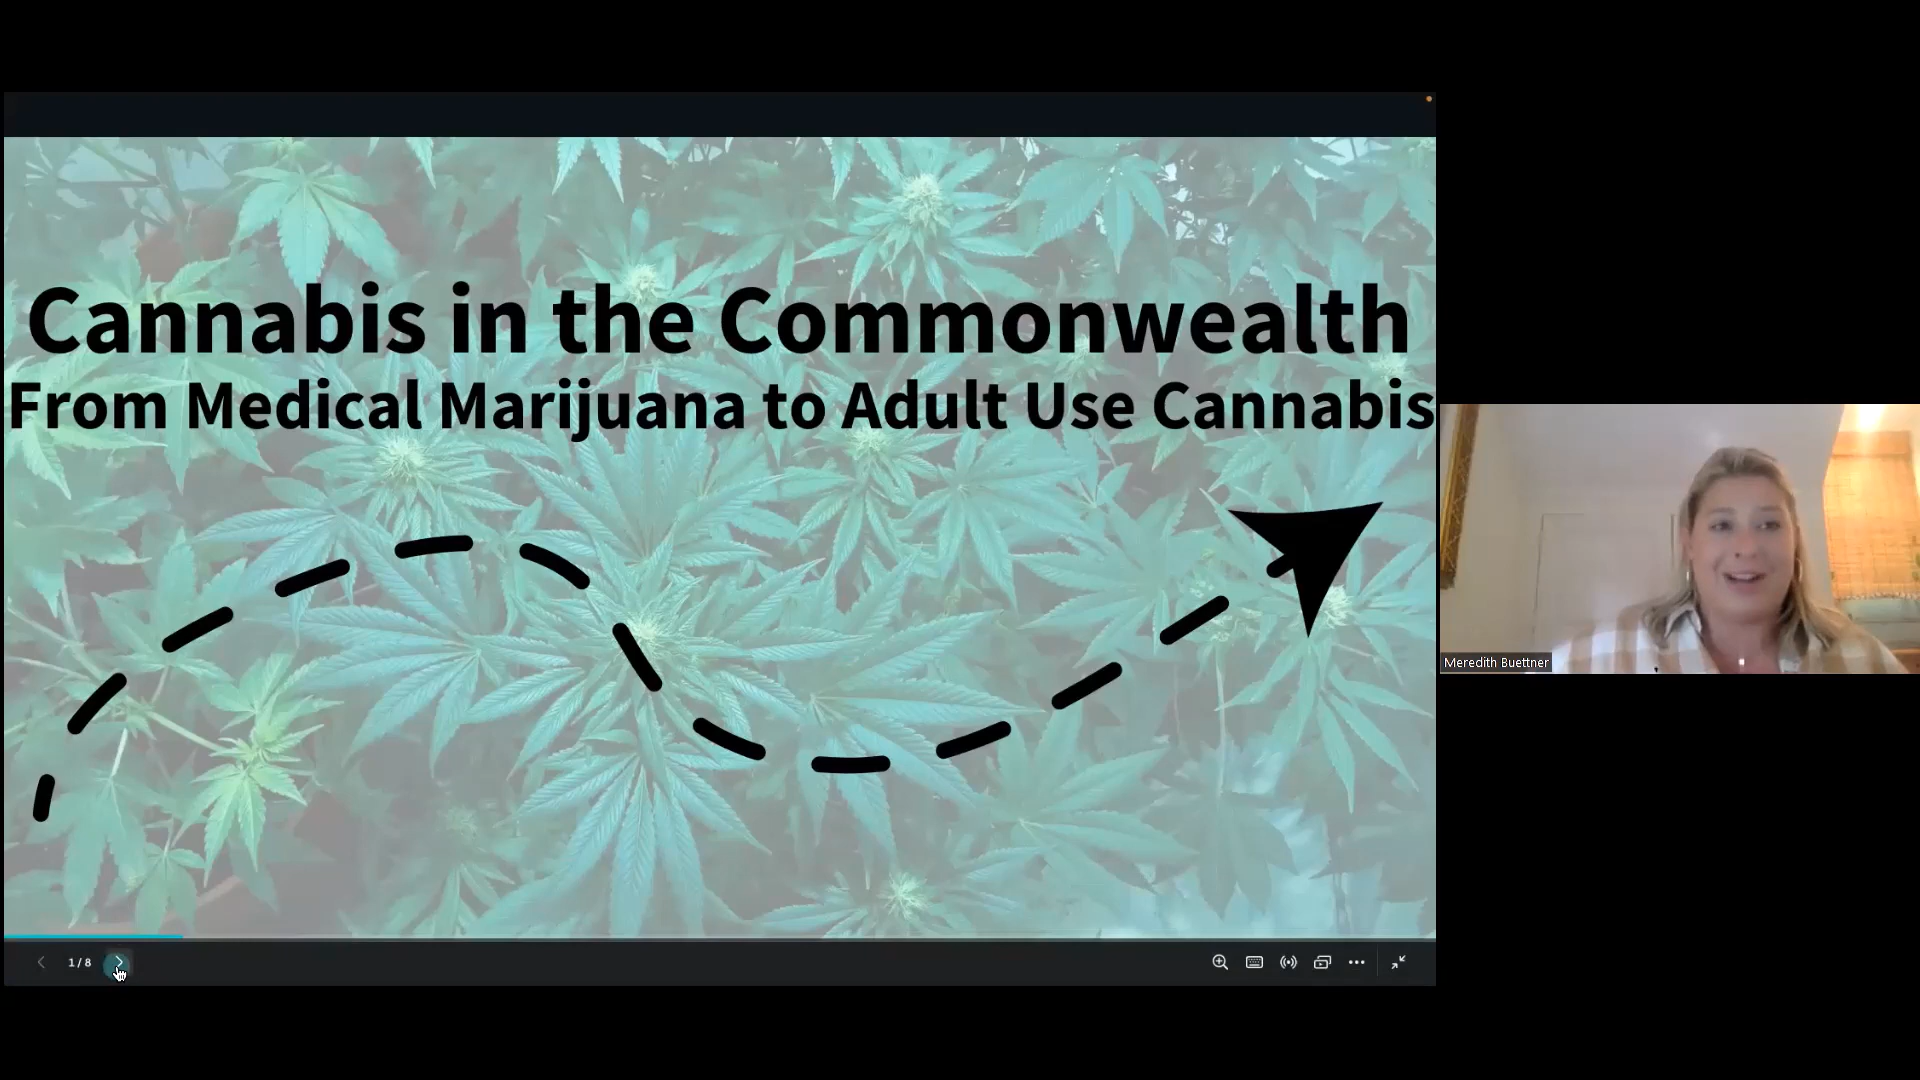 Cannabis in the Commonwealth
From Medical Marijuana to Adult Use Cannabis
Meredith Buettner
1 / 8